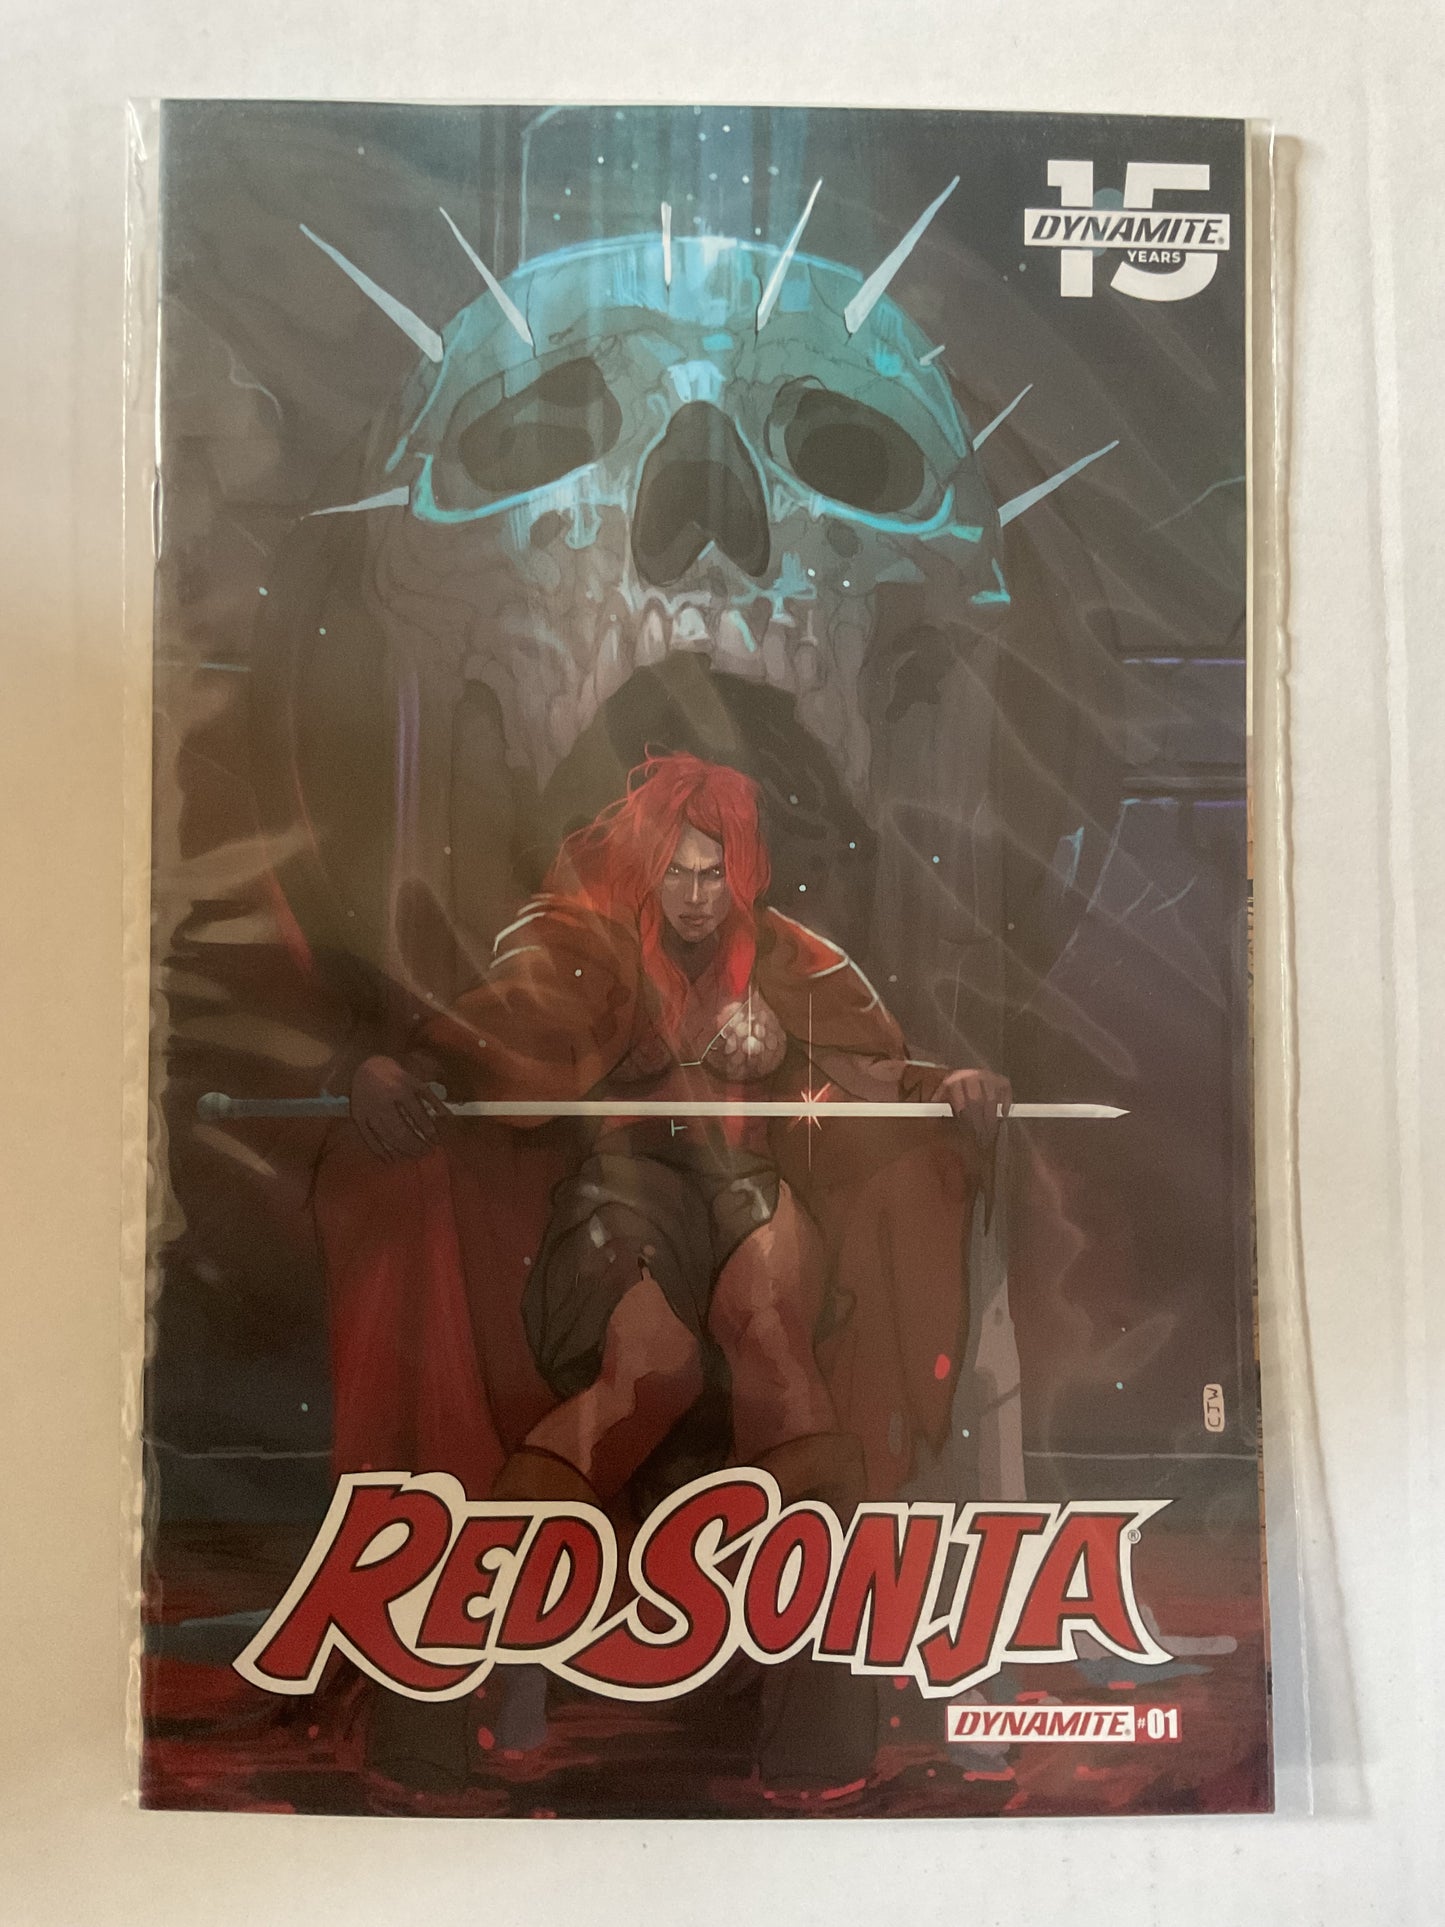 15
DYNAMITE®
YEARS
CJW
RED SONJA®
DYNAMITE® #01